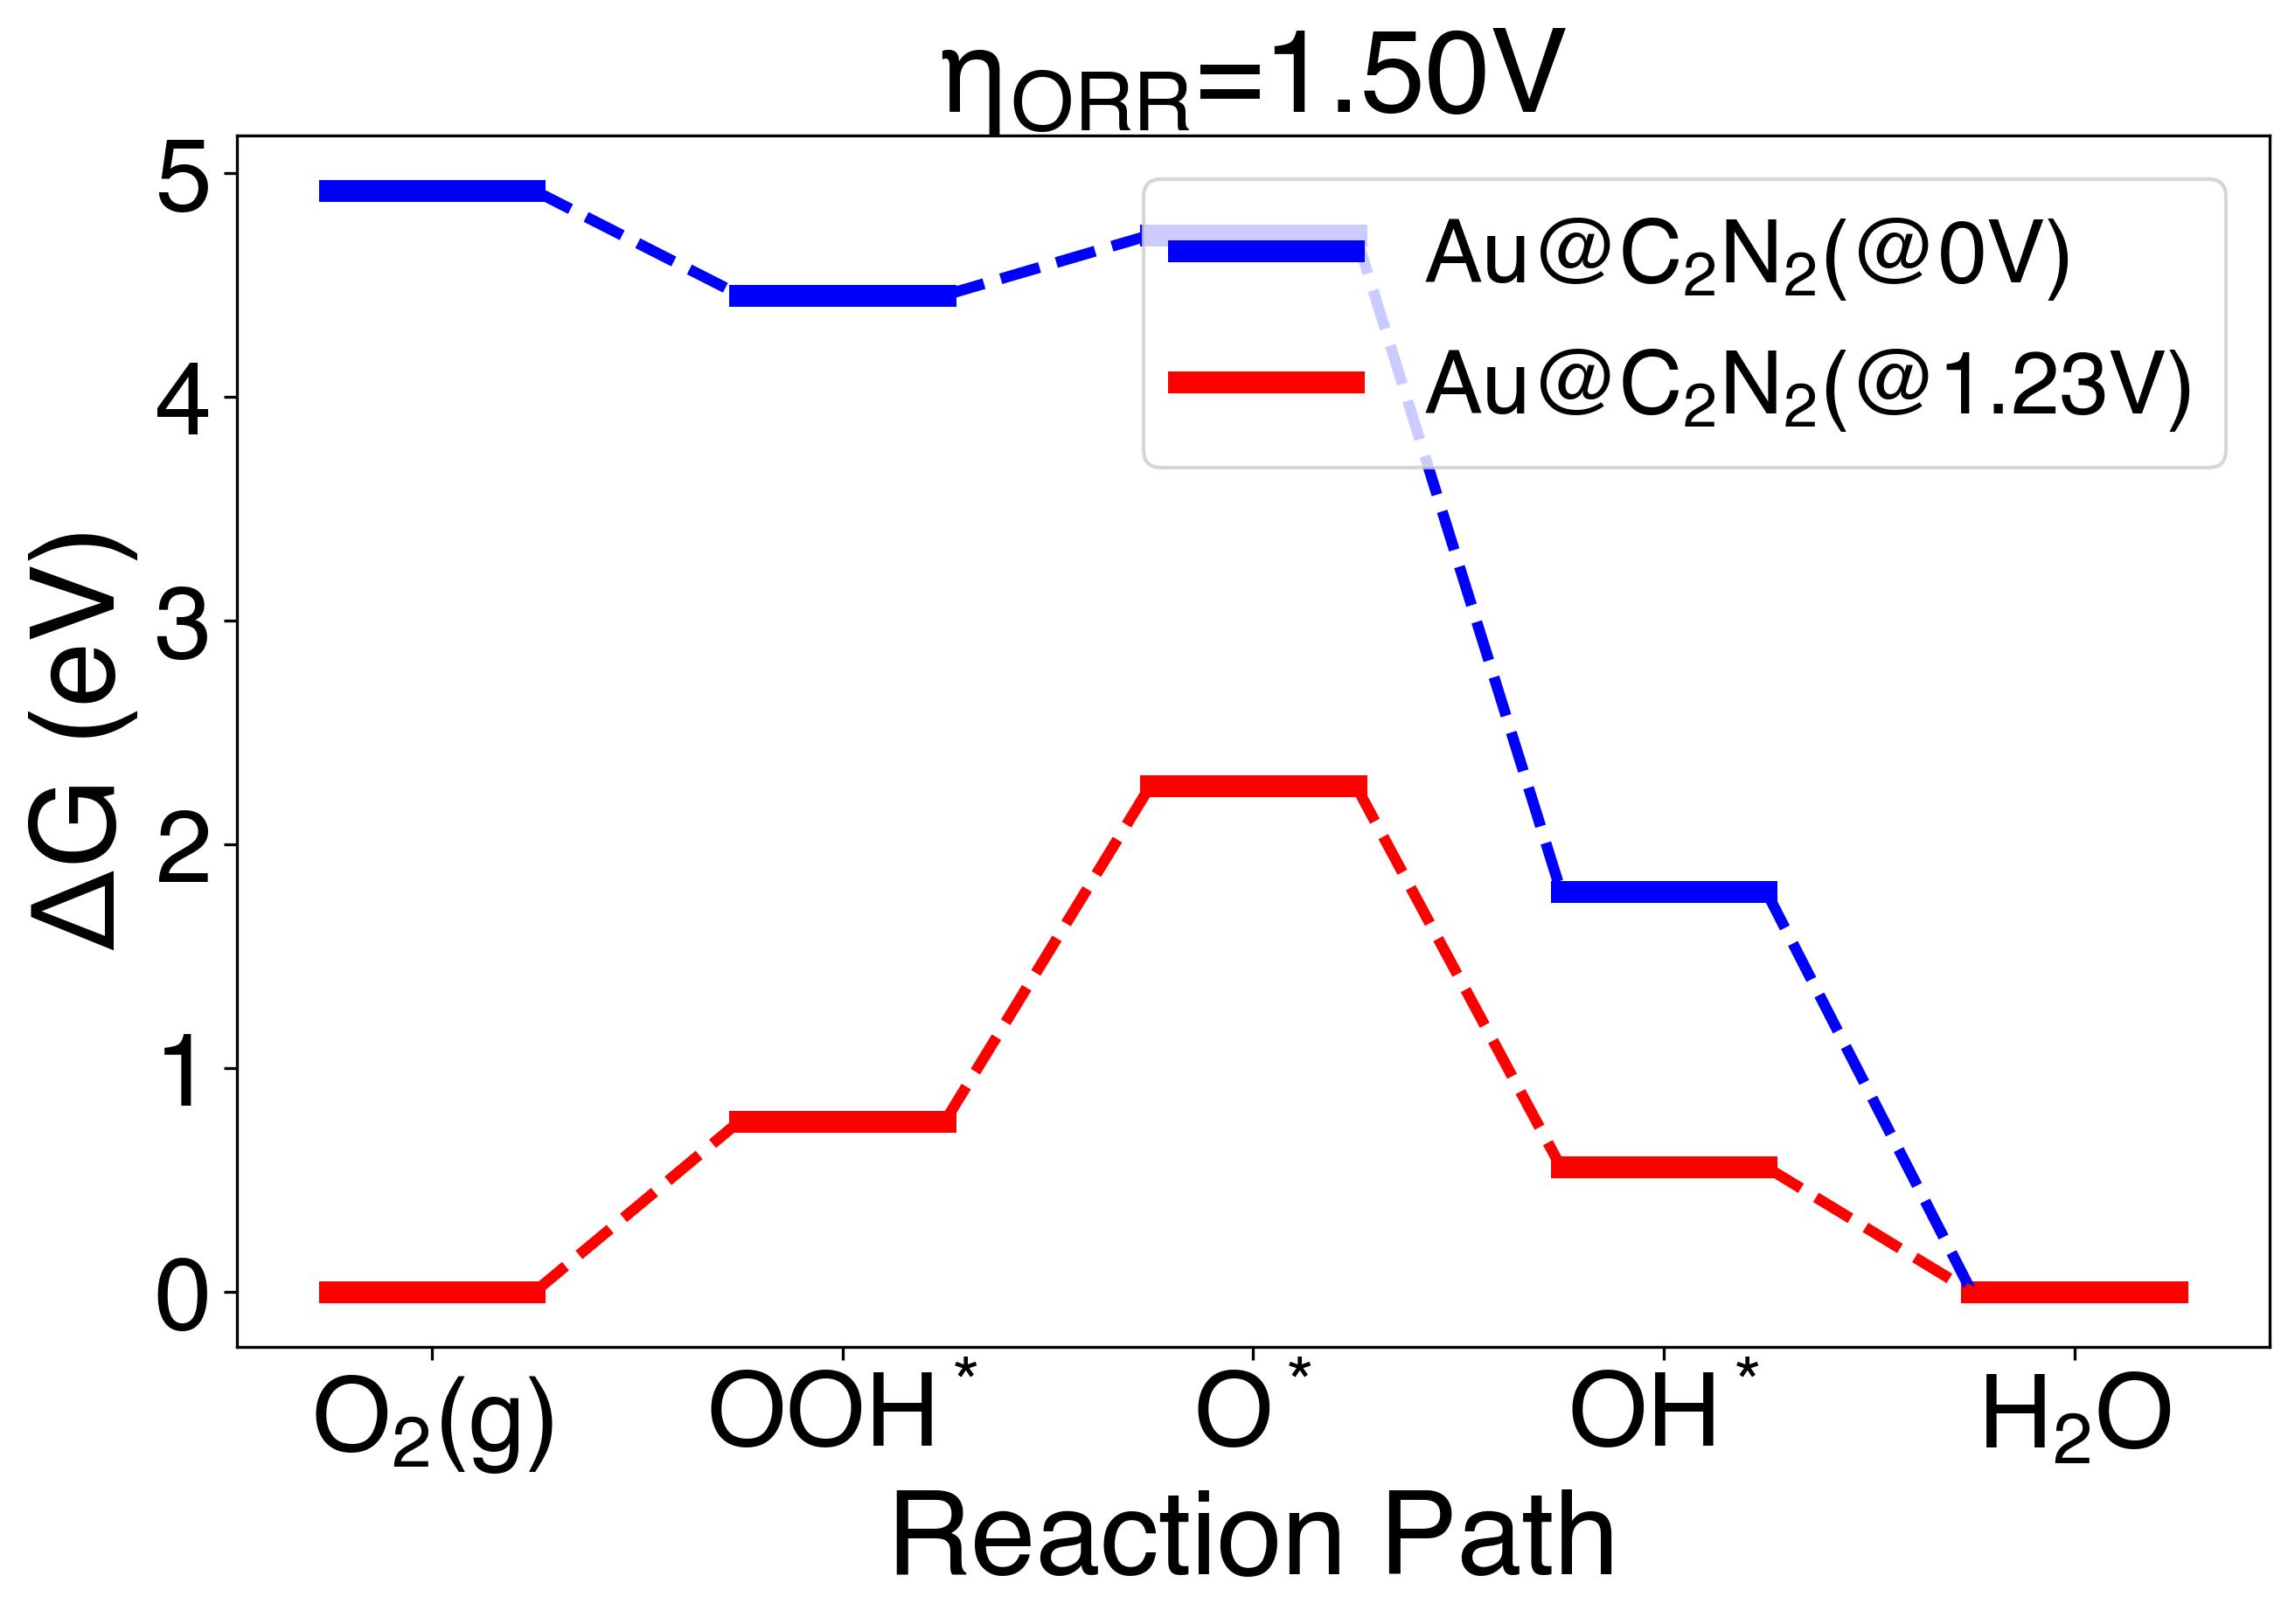 η_ORR=1.50V
Au@C₂N₂(@0V)
Au@C₂N₂(@1.23V)
ΔG (eV)
5
4
3
2
1
0
O₂(g) OOH* O* OH* H₂O
Reaction Path